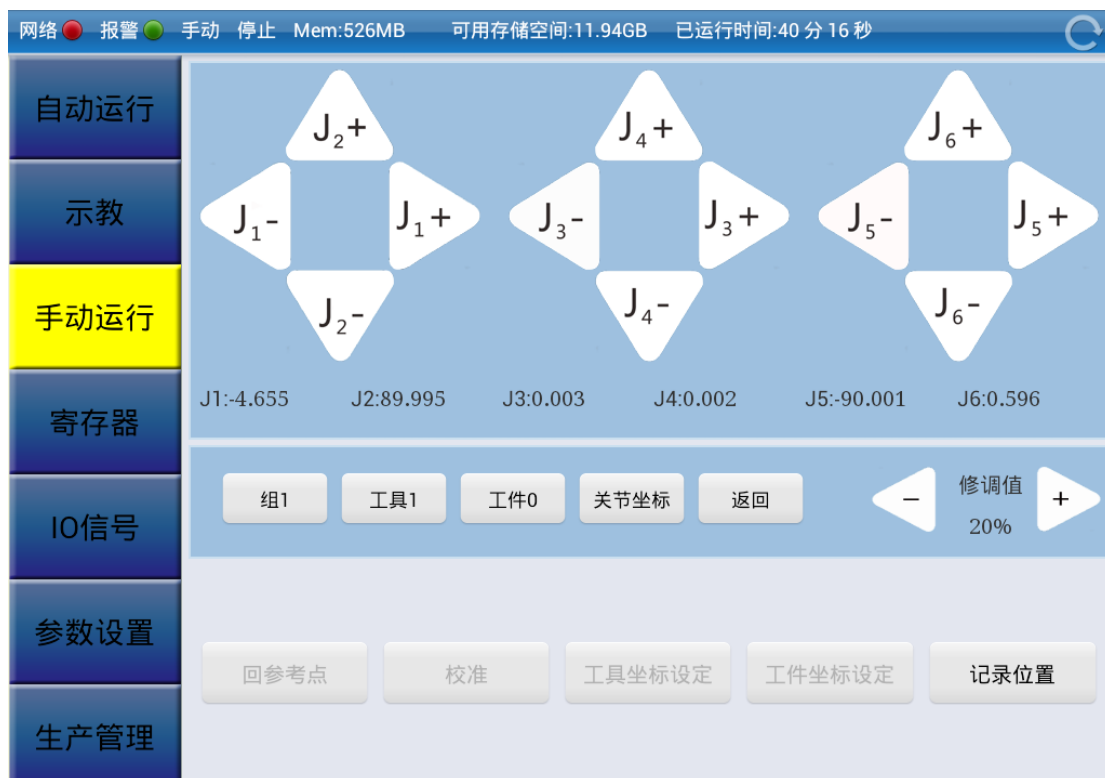 网络 报警 手动 停止 Mem:526MB 可用存储空间:11.94GB 已运行时间:40 分 16 秒
自动运行
示教
手动运行
寄存器
IO信号
参数设置
生产管理
J2+ J4+ J6+
J1- J1+ J3- J3+ J5- J5+
J2- J4- J6-
J1:-4.655 J2:89.995 J3:0.003 J4:0.002 J5:-90.001 J6:0.596
组1 工具1 工件0 关节坐标 返回 - 修调值 +
20%
回参考点 校准 工具坐标设定 工件坐标设定 记录位置